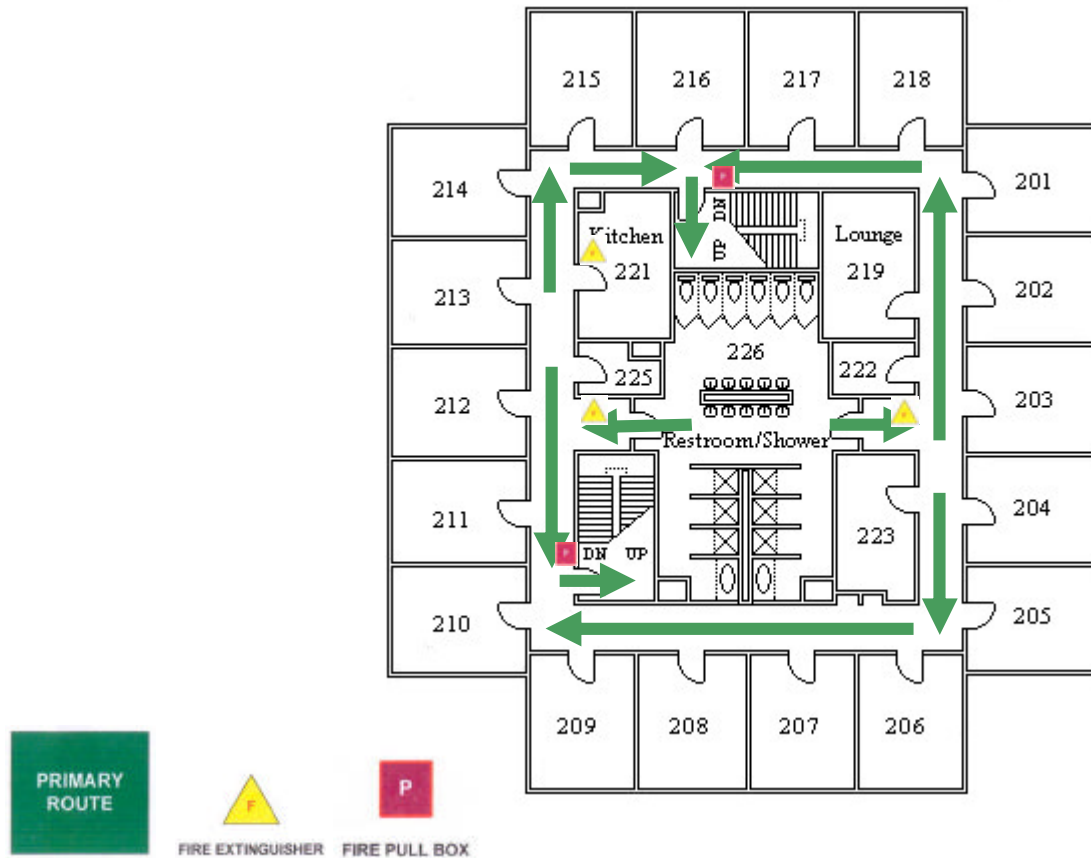 215 216 217 218
214
201
DN
UP
Kitchen
221
Lounge
219
F
213
202
226
225
222
212
203
F
F
Restroom/Shower
211
204
223
P
P
DN UP
210
205
209 208 207 206
PRIMARY
ROUTE
F
FIRE EXTINGUISHER
P
FIRE PULL BOX